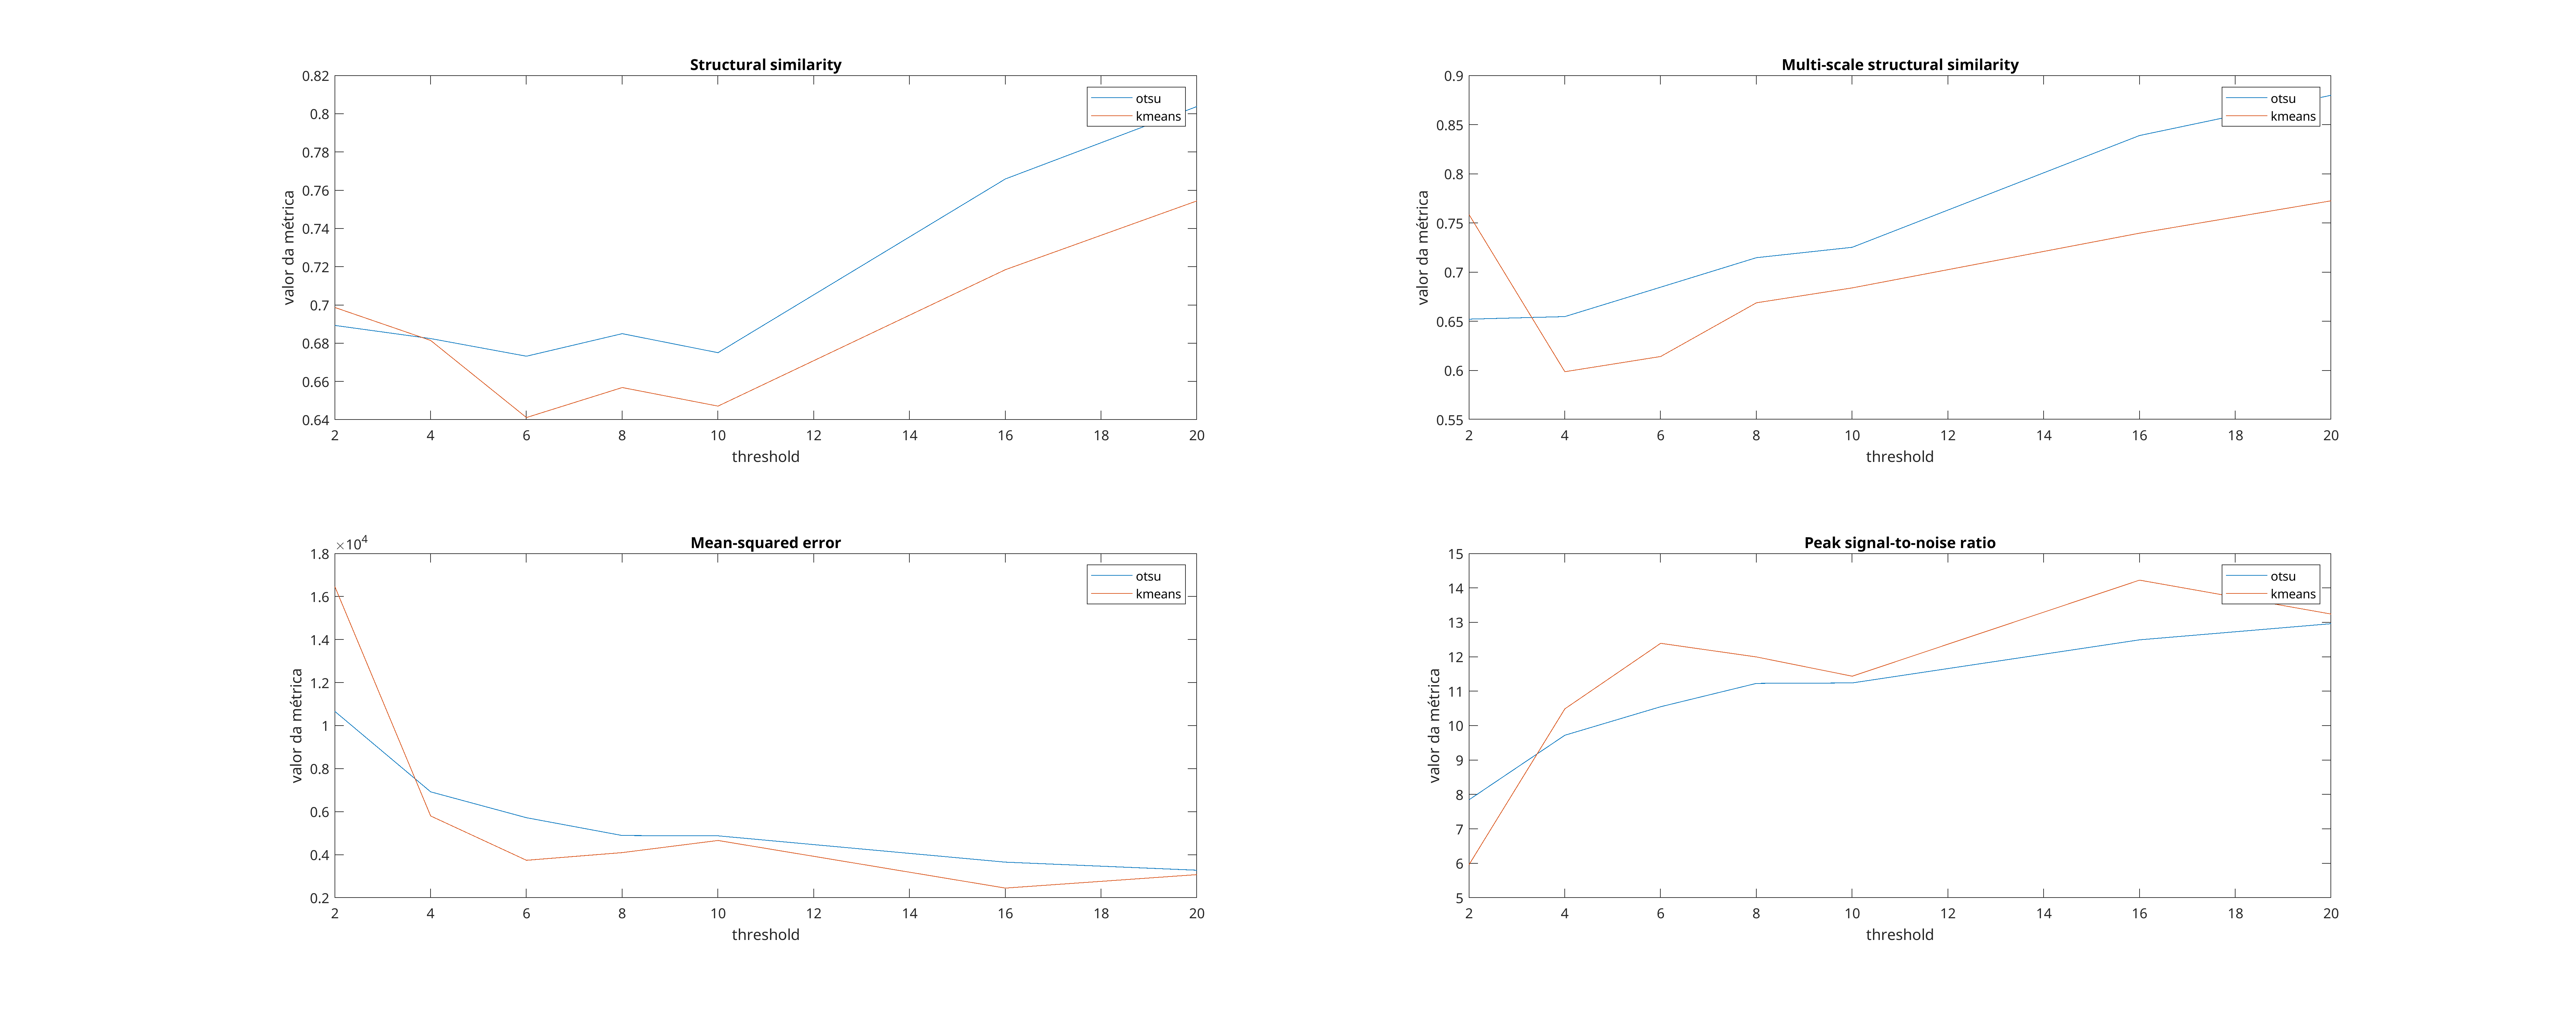 Structural similarity
0.82
0.8
0.78
0.76
0.74
0.72
0.7
0.68
0.66
0.64
valor da métrica
otsu
kmeans
2 4 6 8 10 12 14 16 18 20
threshold
Multi-scale structural similarity
0.9
0.85
0.8
0.75
0.7
0.65
0.6
0.55
valor da métrica
otsu
kmeans
2 4 6 8 10 12 14 16 18 20
threshold
Mean-squared error
×10⁴
1.8
1.6
1.4
1.2
1
0.8
0.6
0.4
0.2
valor da métrica
otsu
kmeans
2 4 6 8 10 12 14 16 18 20
threshold
Peak signal-to-noise ratio
15
14
13
12
11
10
9
8
7
6
5
valor da métrica
otsu
kmeans
2 4 6 8 10 12 14 16 18 20
threshold